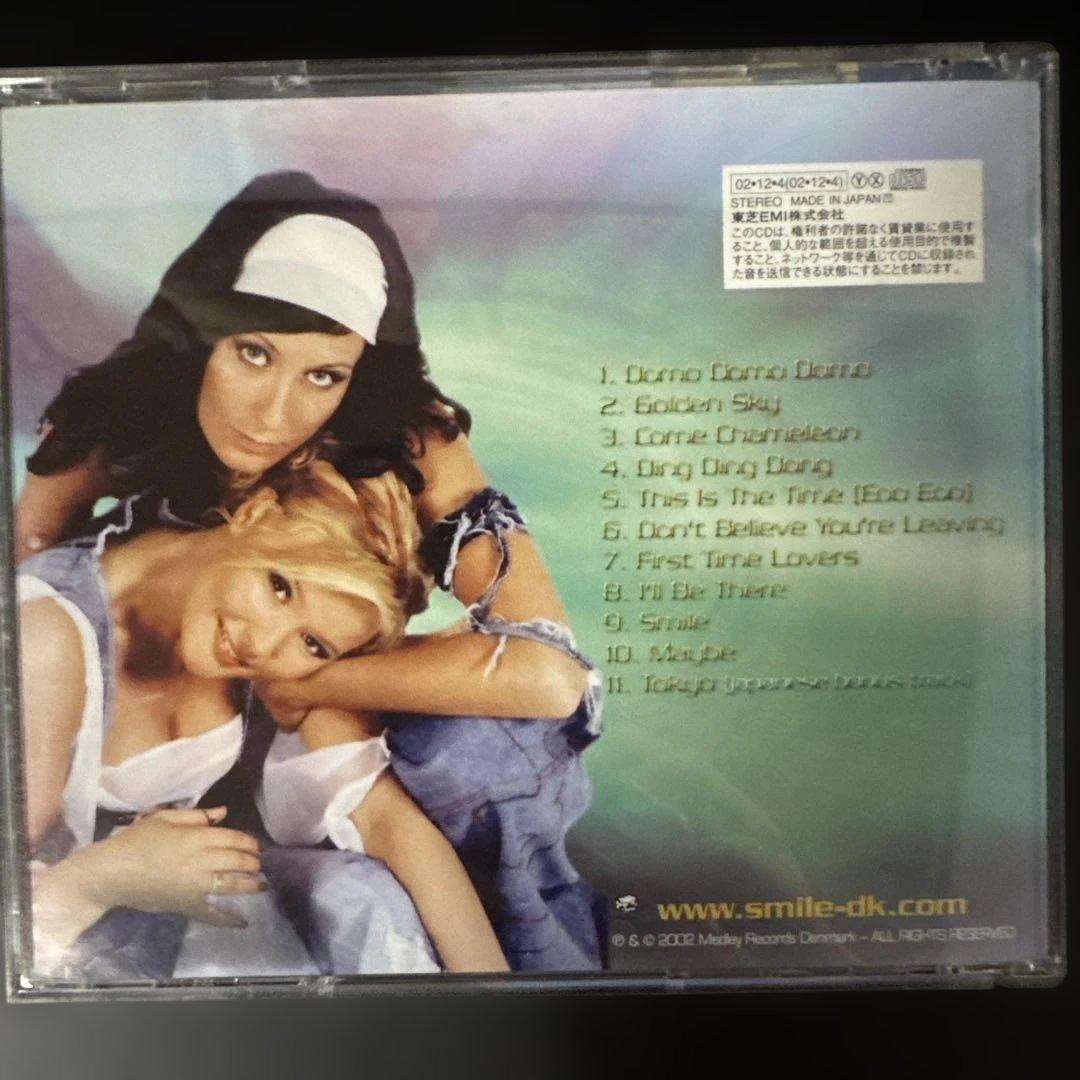 02•12•4(02•12•4) Ⓨ Ⓧ disc
STEREO MADE IN JAPAN
東芝EMI株式会社
このCDは、権利者の許諾なく賃貸業に使用す
ること、個人的な範囲を超える使用目的で複製
すること、ネットワーク等を通じてCDに収録され
た音を送信できる状態にすることを禁じます。
1. Domo Domo Domo
2. Golden Sky
3. Come Chameleon
4. Ding Ding Dong
5. This Is The Time (Eoo Eoo)
6. Don't Believe You're Leaving
7. First Time Lovers
8. I'll Be There
9. Smile
10. Maybe
11. Tokyo (japanese bonus track)
www.smile-dk.com
℗ & © 2002 Medley Records Denmark – ALL RIGHTS RESERVED